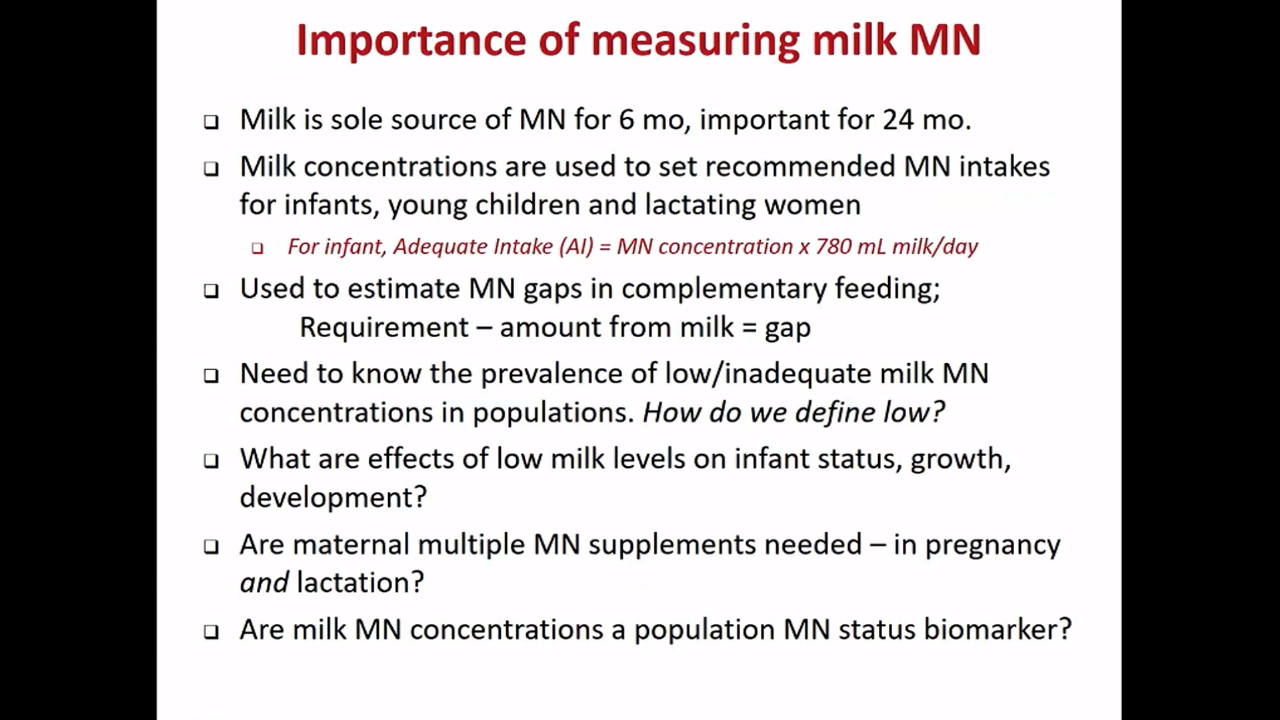 Importance of measuring milk MN
❑ Milk is sole source of MN for 6 mo, important for 24 mo.
❑ Milk concentrations are used to set recommended MN intakes
for infants, young children and lactating women
❑ For infant, Adequate Intake (AI) = MN concentration x 780 mL milk/day
❑ Used to estimate MN gaps in complementary feeding;
Requirement – amount from milk = gap
❑ Need to know the prevalence of low/inadequate milk MN
concentrations in populations. How do we define low?
❑ What are effects of low milk levels on infant status, growth,
development?
❑ Are maternal multiple MN supplements needed – in pregnancy
and lactation?
❑ Are milk MN concentrations a population MN status biomarker?